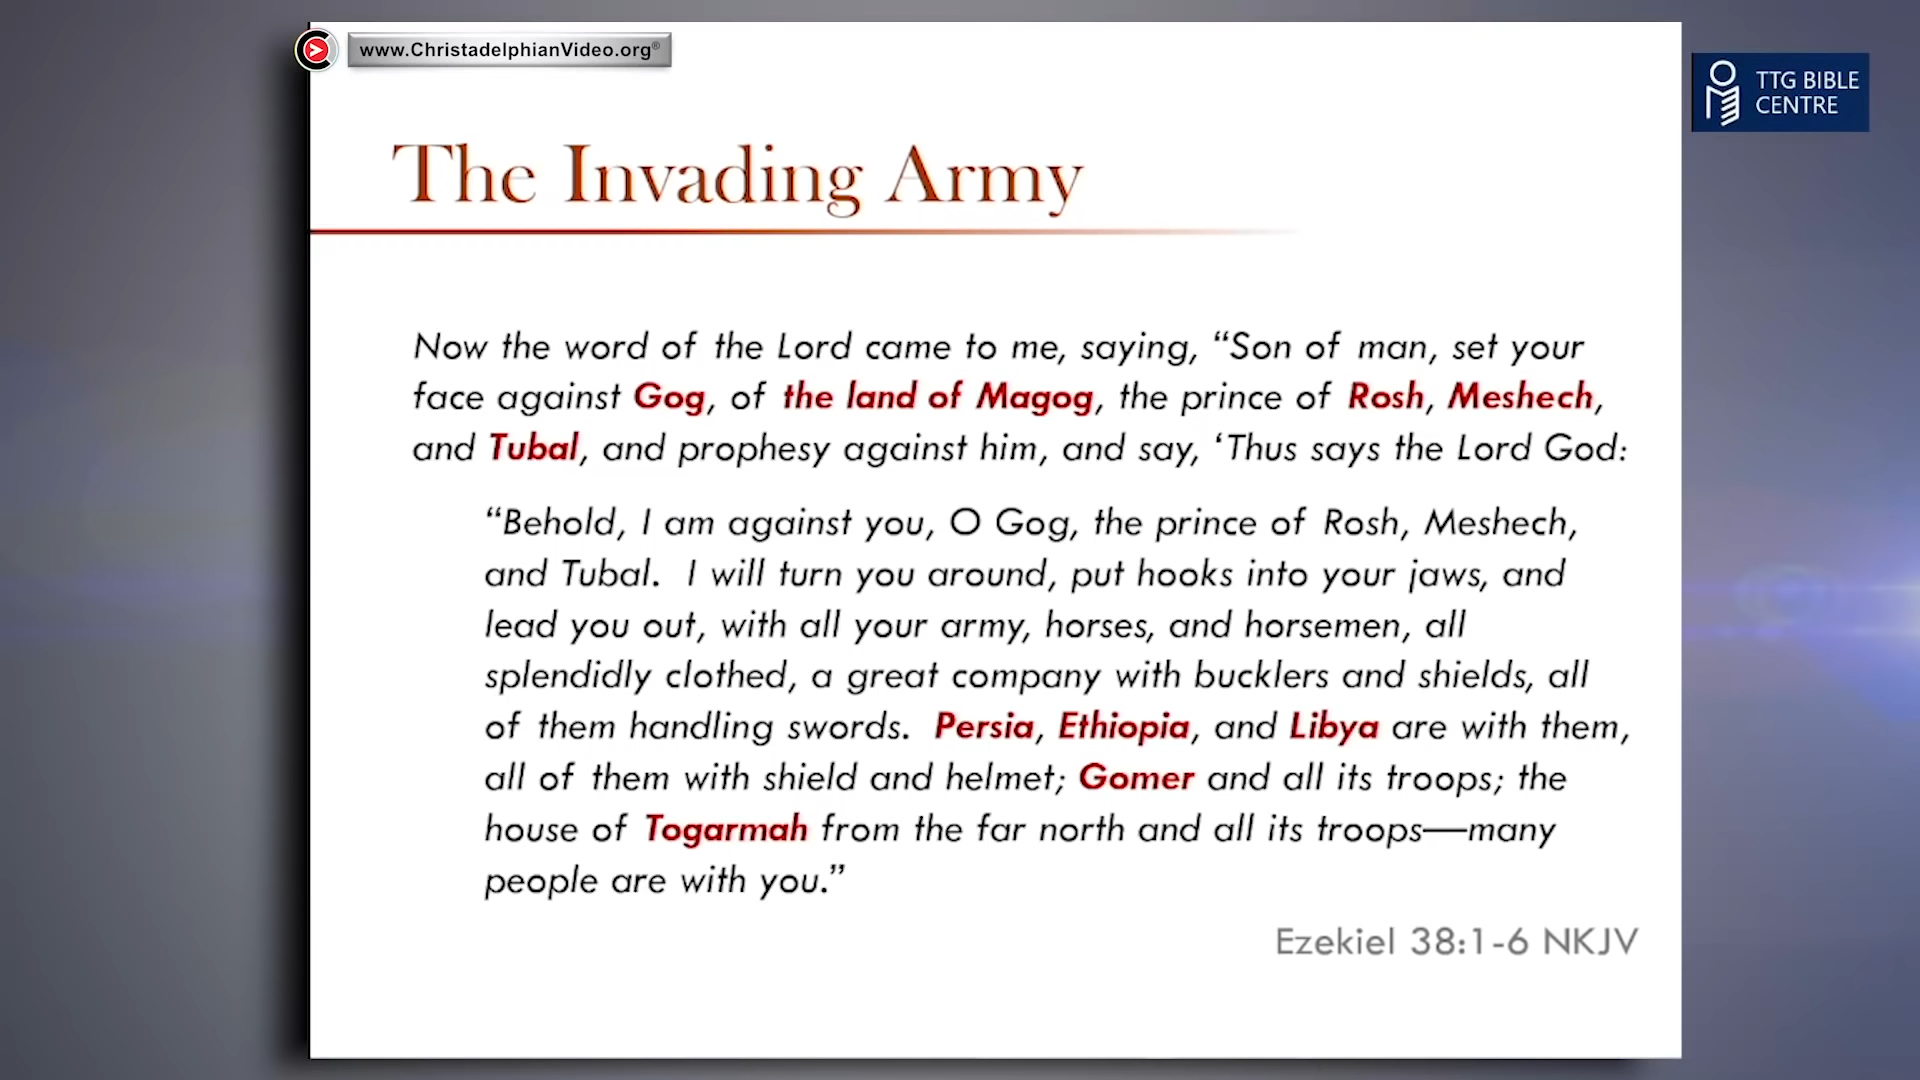 www.ChristadelphianVideo.org®
TTG BIBLE
CENTRE
The Invading Army
Now the word of the Lord came to me, saying, “Son of man, set your
face against Gog, of the land of Magog, the prince of Rosh, Meshech,
and Tubal, and prophesy against him, and say, ‘Thus says the Lord God:
“Behold, I am against you, O Gog, the prince of Rosh, Meshech,
and Tubal. I will turn you around, put hooks into your jaws, and
lead you out, with all your army, horses, and horsemen, all
splendidly clothed, a great company with bucklers and shields, all
of them handling swords. Persia, Ethiopia, and Libya are with them,
all of them with shield and helmet; Gomer and all its troops; the
house of Togarmah from the far north and all its troops—many
people are with you.”
Ezekiel 38:1-6 NKJV